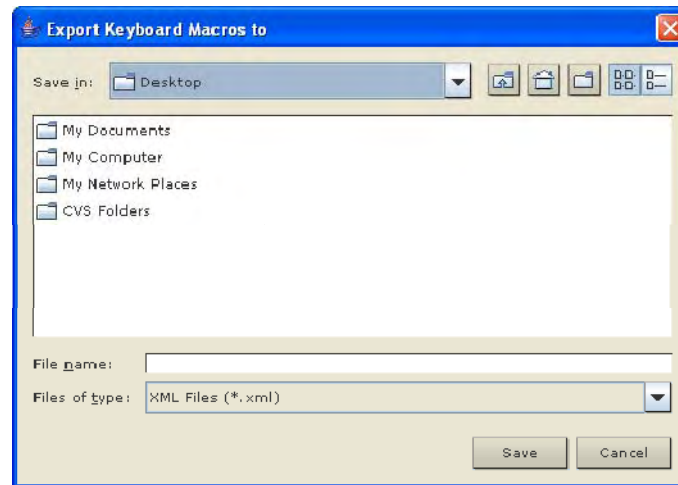 Export Keyboard Macros to
Save in: Desktop
My Documents
My Computer
My Network Places
CVS Folders
File name:
Files of type: XML Files (*.xml)
Save Cancel